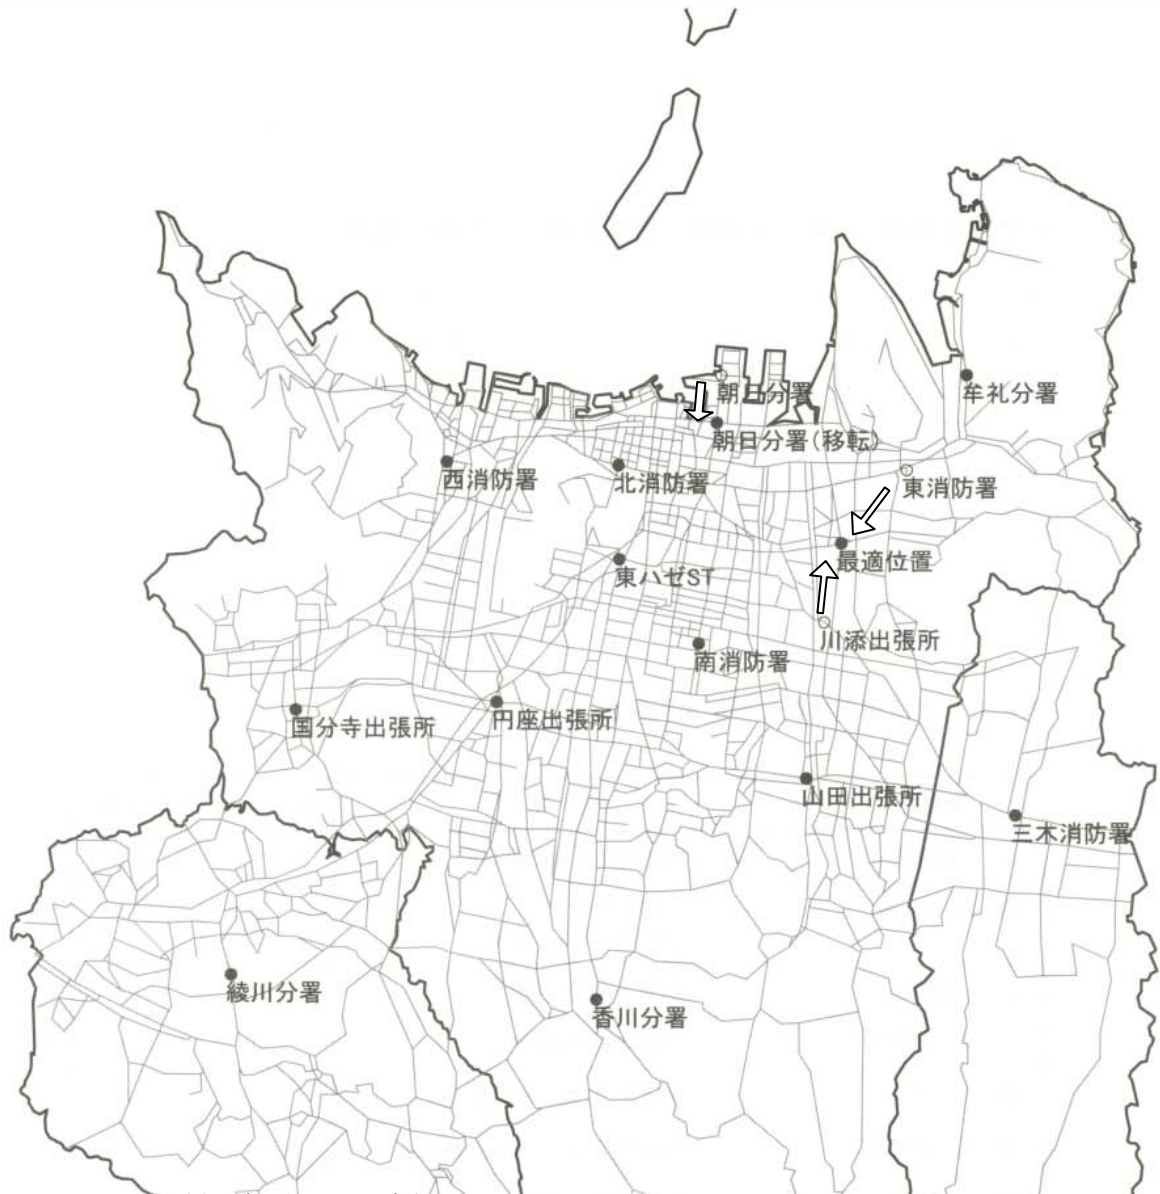 朝日分署
牟礼分署
朝日分署(移転)
西消防署
北消防署
東消防署
最適位置
東ハゼST
川添出張所
南消防署
国分寺出張所
円座出張所
山田出張所
三木消防署
綾川分署
香川分署